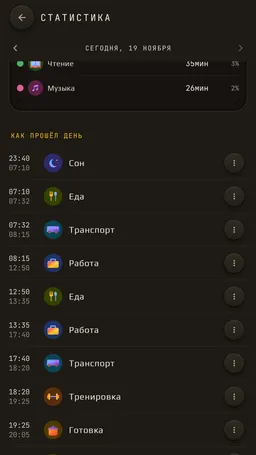 СТАТИСТИКА
СЕГОДНЯ, 19 НОЯБРЯ
Чтение 35мин 3%
Музыка 26мин 2%
КАК ПРОШЁЛ ДЕНЬ
23:40
07:10 Сон
07:10
07:32 Еда
07:32
08:15 Транспорт
08:15
12:50 Работа
12:50
13:35 Еда
13:35
17:40 Работа
17:40
18:20 Транспорт
18:20
19:25 Тренировка
19:25
20:05 Готовка